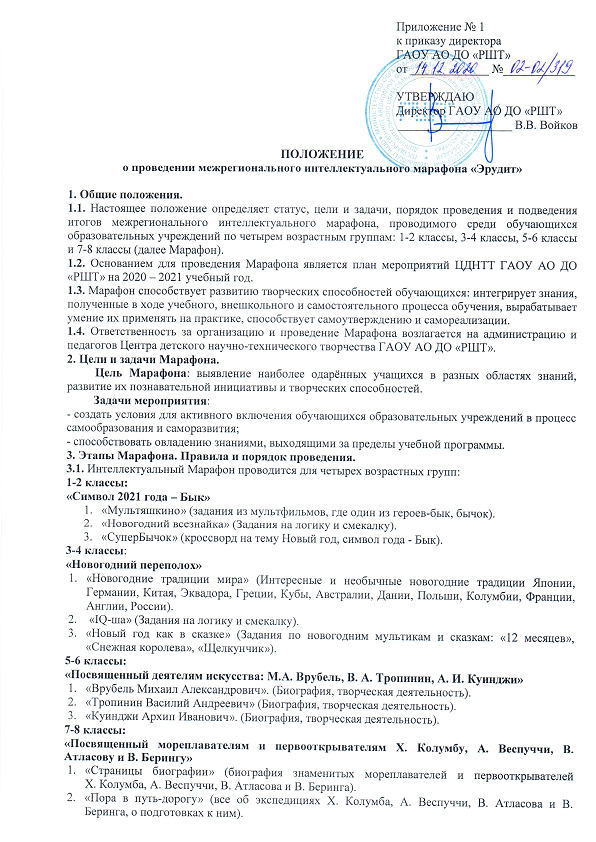 Приложение № 1
к приказу директора
ГАОУ АО ДО «РШТ»
от 14.12.2020 № 02-02/319
УТВЕРЖДАЮ
Директор ГАОУ АО ДО «РШТ»
В.В. Войков
ПОЛОЖЕНИЕ
о проведении межрегионального интеллектуального марафона «Эрудит»
1. Общие положения.
1.1. Настоящее положение определяет статус, цели и задачи, порядок проведения и подведения
итогов межрегионального интеллектуального марафона, проводимого среди обучающихся
образовательных учреждений по четырем возрастным группам: 1-2 классы, 3-4 классы, 5-6 классы
и 7-8 классы (далее Марафон).
1.2. Основанием для проведения Марафона является план мероприятий ЦДНТТ ГАОУ АО ДО
«РШТ» на 2020 – 2021 учебный год.
1.3. Марафон способствует развитию творческих способностей обучающихся: интегрирует знания,
полученные в ходе учебного, внешкольного и самостоятельного процесса обучения, вырабатывает
умение их применять на практике, способствует самоутверждению и самореализации.
1.4. Ответственность за организацию и проведение Марафона возлагается на администрацию и
педагогов Центра детского научно-технического творчества ГАОУ АО ДО «РШТ».
2. Цели и задачи Марафона.
Цель Марафона: выявление наиболее одарённых учащихся в разных областях знаний,
развитие их познавательной инициативы и творческих способностей.
Задачи мероприятия:
- создать условия для активного включения обучающихся образовательных учреждений в процесс
самообразования и саморазвития;
- способствовать овладению знаниями, выходящими за пределы учебной программы.
3. Этапы Марафона. Правила и порядок проведения.
3.1. Интеллектуальный Марафон проводится для четырех возрастных групп:
1-2 классы:
«Символ 2021 года – Бык»
1. «Мультяшкино» (задания из мультфильмов, где один из героев-бык, бычок).
2. «Новогодний всезнайка» (Задания на логику и смекалку).
3. «СуперБычок» (кроссворд на тему Новый год, символ года - Бык).
3-4 классы:
«Новогодний переполох»
1. «Новогодние традиции мира» (Интересные и необычные новогодние традиции Японии,
Германии, Китая, Эквадора, Греции, Кубы, Австралии, Дании, Польши, Колумбии, Франции,
Англии, России).
2. «IQ-ша» (Задания на логику и смекалку).
3. «Новый год как в сказке» (Задания по новогодним мультикам и сказкам: «12 месяцев»,
«Снежная королева», «Щелкунчик»).
5-6 классы:
«Посвященный деятелям искусства: М.А. Врубель, В. А. Тропинин, А. И. Куинджи»
1. «Врубель Михаил Александрович». (Биография, творческая деятельность).
2. «Тропинин Василий Андреевич» (Биография, творческая деятельность).
3. «Куинджи Архип Иванович». (Биография, творческая деятельность).
7-8 классы:
«Посвященный мореплавателям и первооткрывателям Х. Колумбу, А. Веспуччи, В.
Атласову и В. Берингу»
1. «Страницы биографии» (биография знаменитых мореплавателей и первооткрывателей
Х. Колумба, А. Веспуччи, В. Атласова и В. Беринга).
2. «Пора в путь-дорогу» (все об экспедициях Х. Колумба, А. Веспуччи, В. Атласова и В.
Беринга, о подготовках к ним).